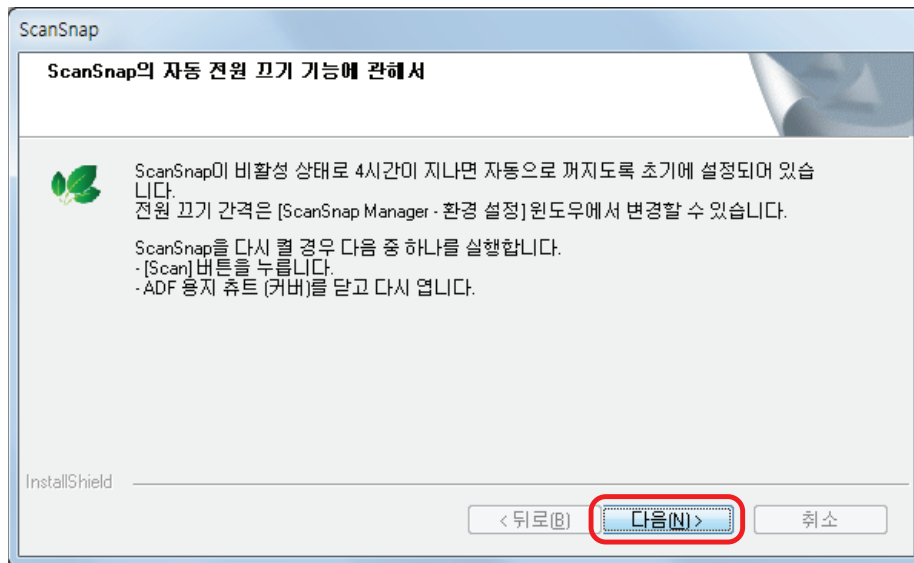 ScanSnap
ScanSnap의 자동 전원 끄기 기능에 관해서
ScanSnap이 비활성 상태로 4시간이 지나면 자동으로 꺼지도록 초기에 설정되어 있습
니다.
전원 끄기 간격은 [ScanSnap Manager - 환경 설정] 윈도우에서 변경할 수 있습니다.
ScanSnap을 다시 켤 경우 다음 중 하나를 실행합니다.
- [Scan] 버튼을 누릅니다.
- ADF 용지 츄트 (커버)를 닫고 다시 엽니다.
InstallShield
< 뒤로(B) 다음(N) > 취소